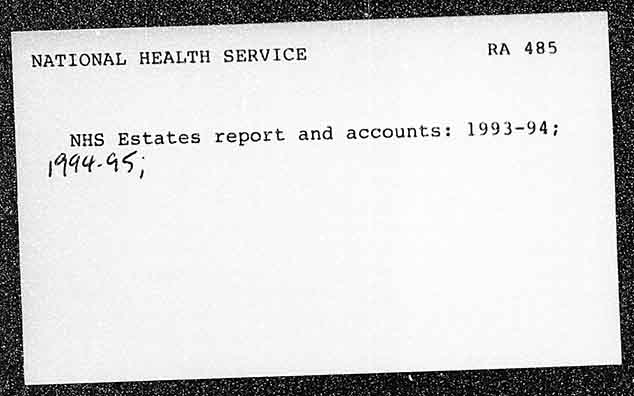 NATIONAL HEALTH SERVICE RA 485
NHS Estates report and accounts: 1993-94;
1994-95;